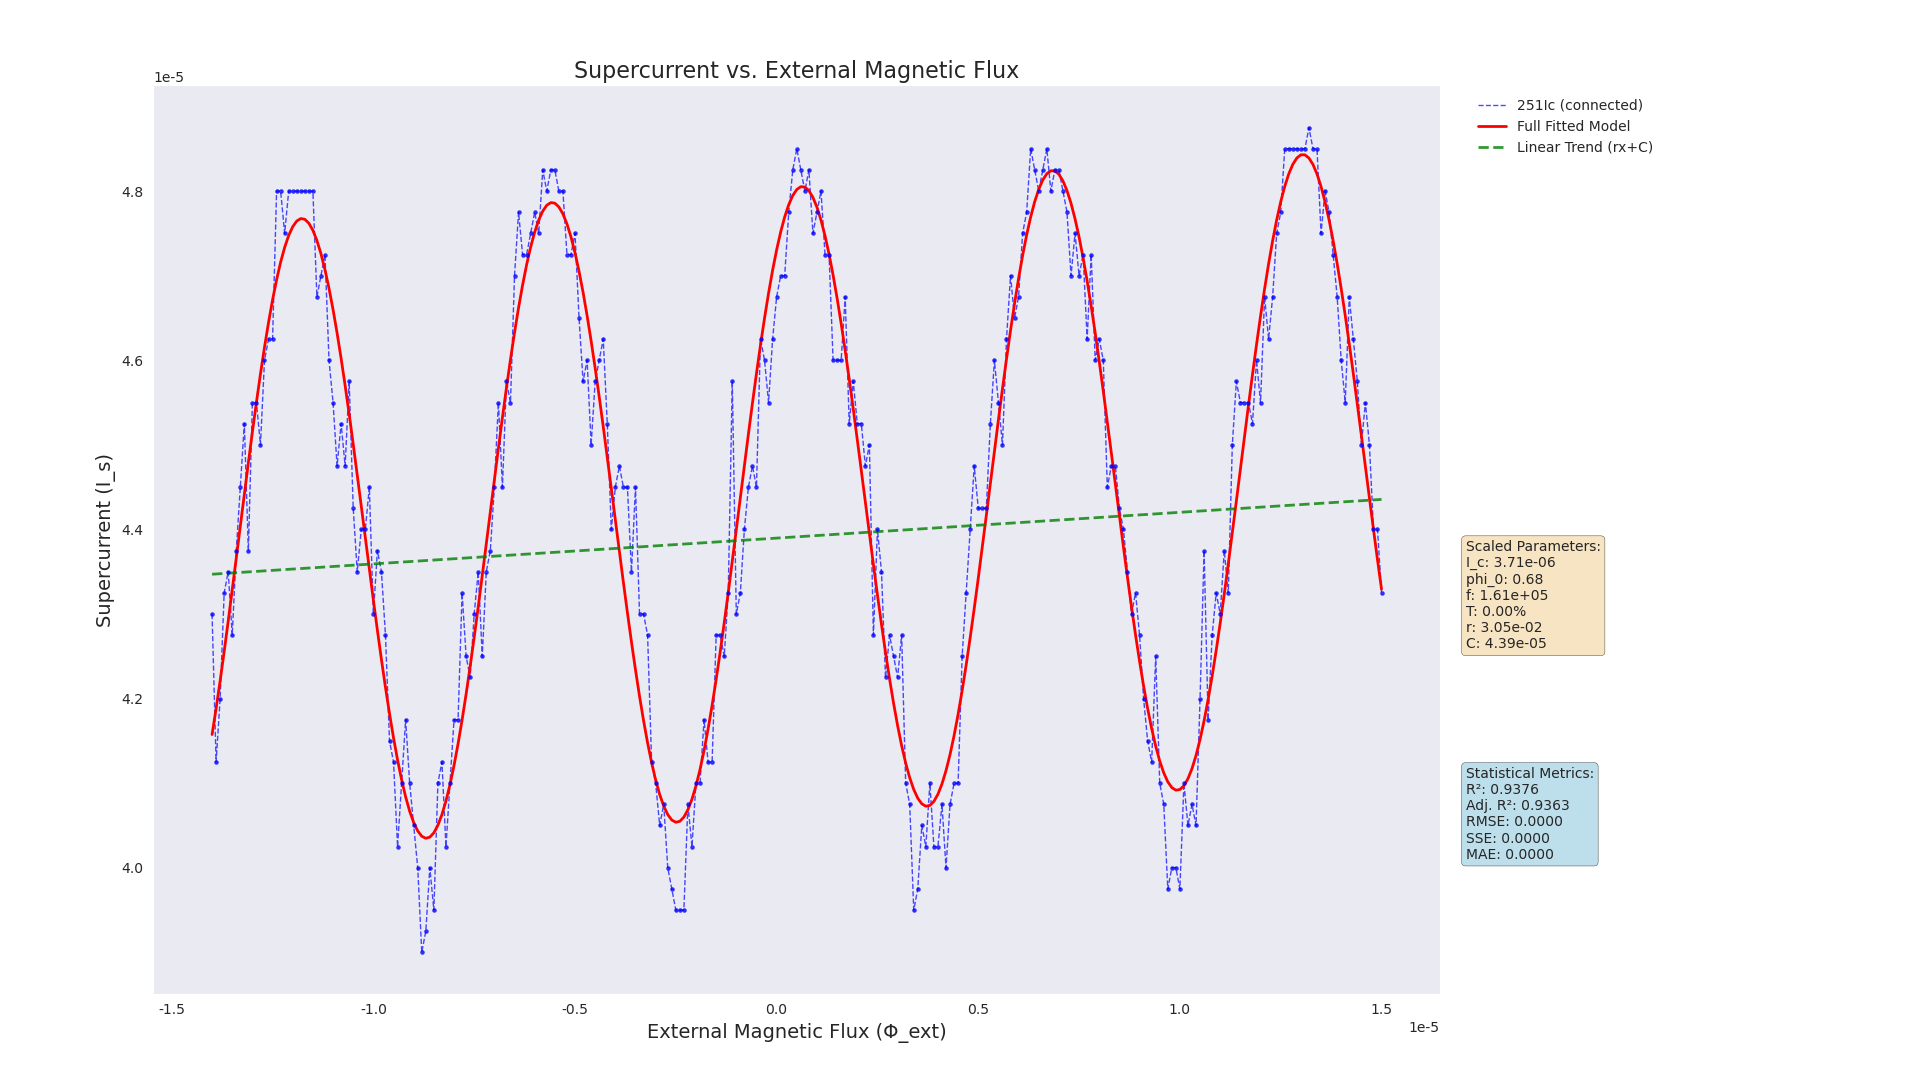 Supercurrent vs. External Magnetic Flux
1e-5
4.8
4.6
4.4
4.2
4.0
Supercurrent (I_s)
-1.5 -1.0 -0.5 0.0 0.5 1.0 1.5
1e-5
External Magnetic Flux (Φ_ext)
251Ic (connected)
Full Fitted Model
Linear Trend (rx+C)
Scaled Parameters:
I_c: 3.71e-06
phi_0: 0.68
f: 1.61e+05
T: 0.00%
r: 3.05e-02
C: 4.39e-05
Statistical Metrics:
R²: 0.9376
Adj. R²: 0.9363
RMSE: 0.0000
SSE: 0.0000
MAE: 0.0000